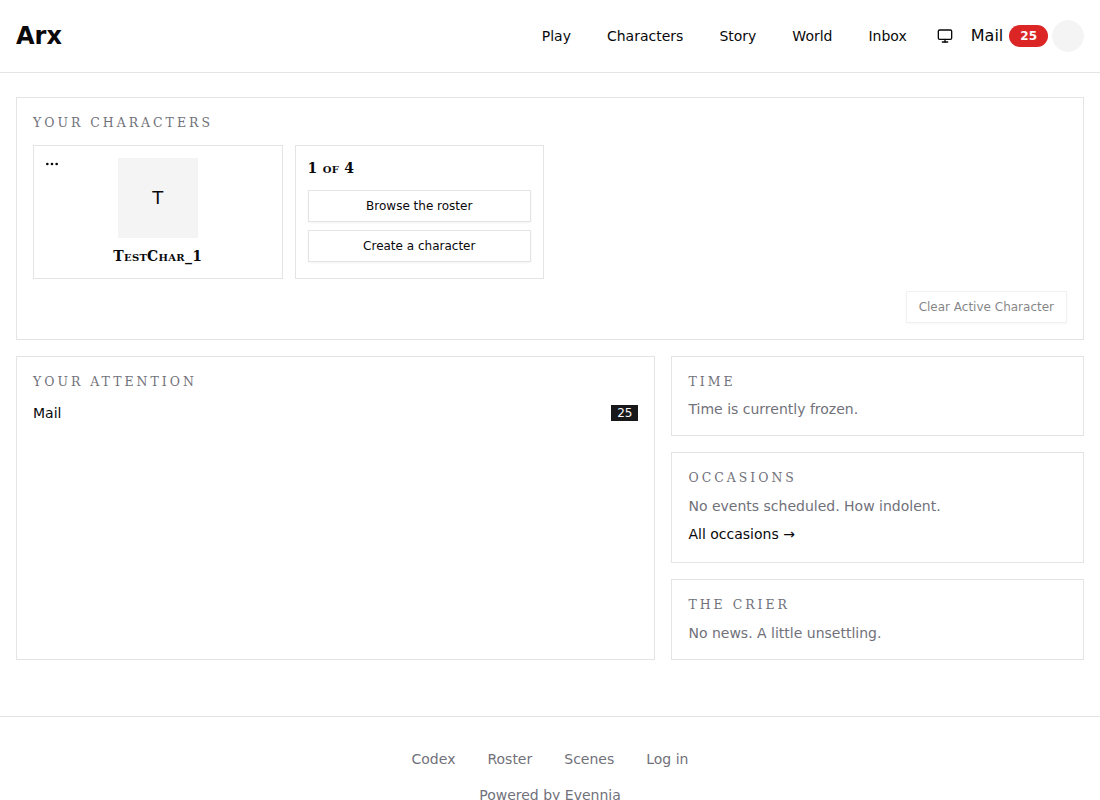 Arx
Play Characters Story World Inbox Mail 25
YOUR CHARACTERS
...
T
TestChar_1
1 of 4
Browse the roster
Create a character
Clear Active Character
YOUR ATTENTION
Mail 25
TIME
Time is currently frozen.
OCCASIONS
No events scheduled. How indolent.
All occasions →
THE CRIER
No news. A little unsettling.
Codex Roster Scenes Log in
Powered by Evennia